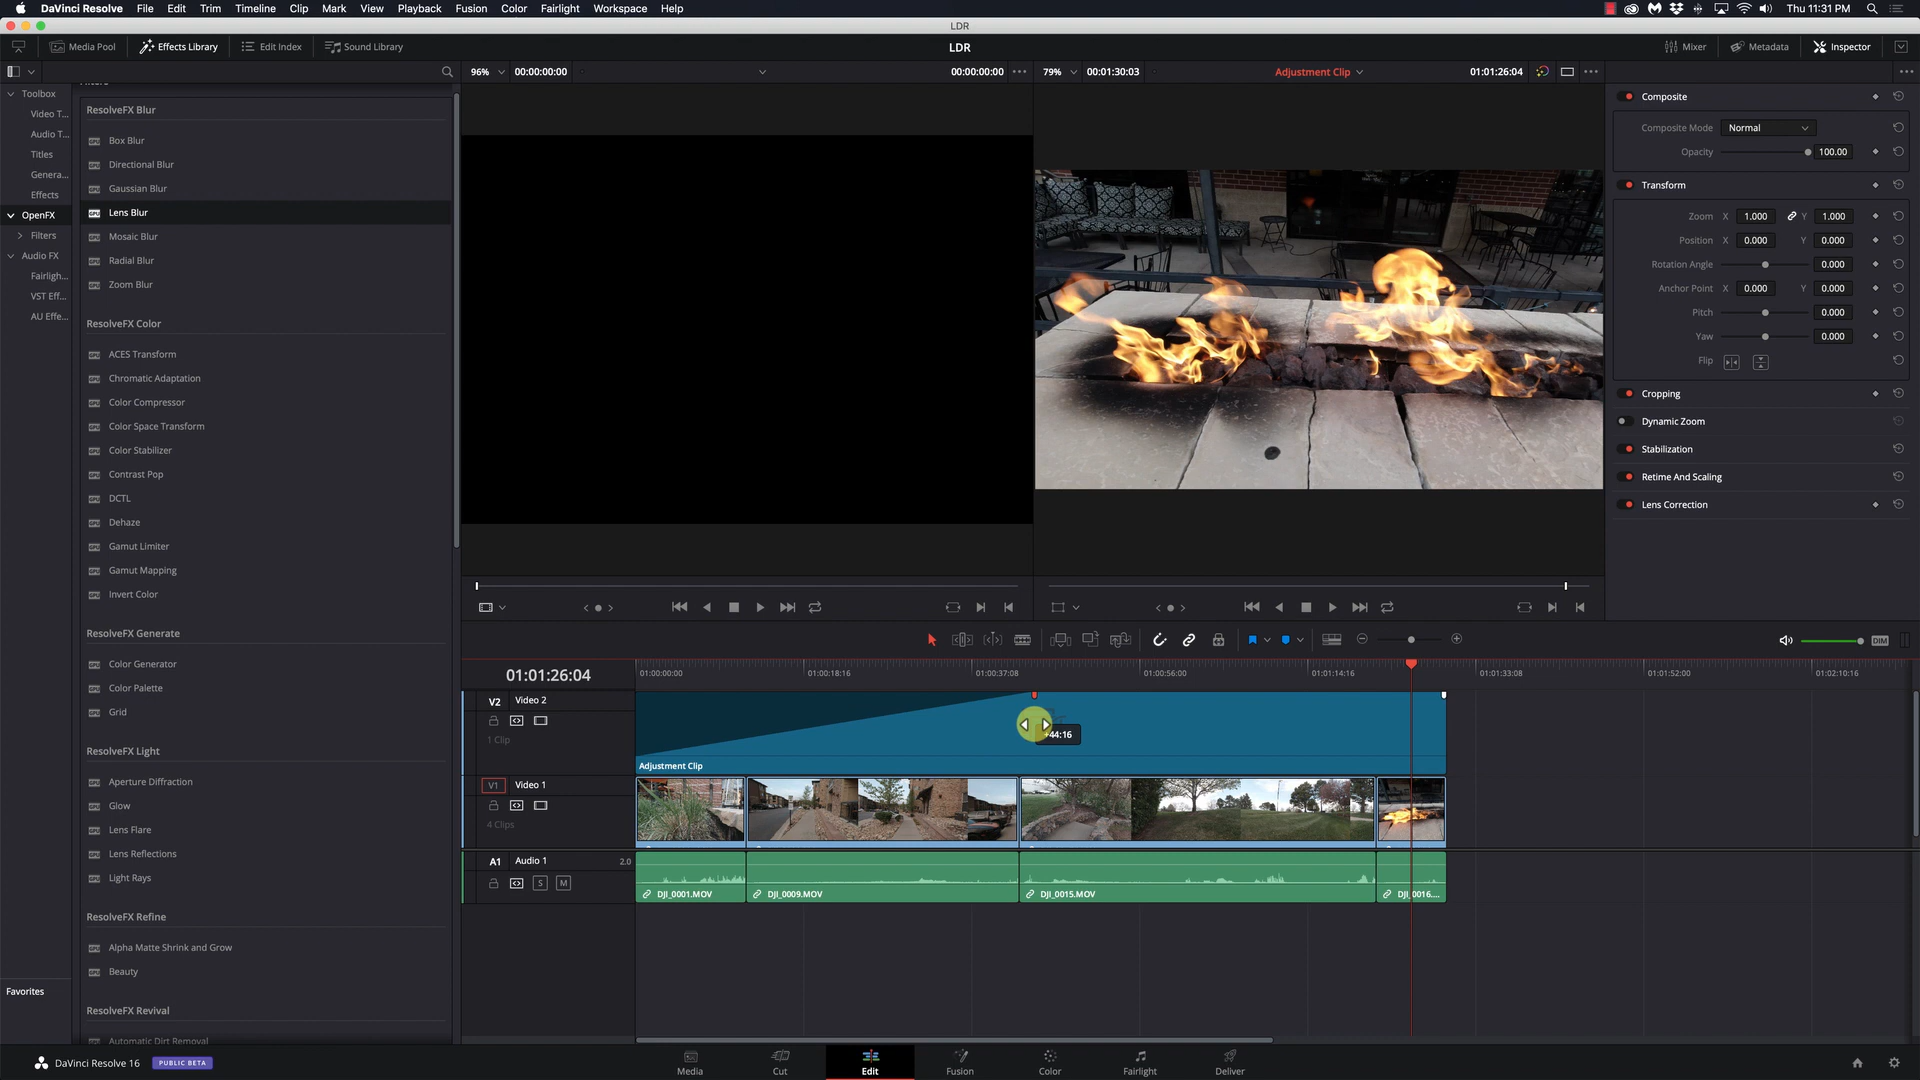 DaVinci Resolve File Edit Trim Timeline Clip Mark View Playback Fusion Color Fairlight Workspace Help Thu 11:31 PM
LDR
Media Pool Effects Library Edit Index Sound Library LDR Mixer Metadata Inspector
96% 00:00:00:00 00:00:00:00 79% 00:01:30:03 Adjustment Clip 01:01:26:04
Toolbox
Video T...
Audio T...
Titles
Genera...
Effects
OpenFX
Filters
Audio FX
Fairligh...
VST Eff...
AU Effe...
Favorites
ResolveFX Blur
Box Blur
Directional Blur
Gaussian Blur
Lens Blur
Mosaic Blur
Radial Blur
Zoom Blur
ResolveFX Color
ACES Transform
Chromatic Adaptation
Color Compressor
Color Space Transform
Color Stabilizer
Contrast Pop
DCTL
Dehaze
Gamut Limiter
Gamut Mapping
Invert Color
ResolveFX Generate
Color Generator
Color Palette
Grid
ResolveFX Light
Aperture Diffraction
Glow
Lens Flare
Lens Reflections
Light Rays
ResolveFX Refine
Alpha Matte Shrink and Grow
Beauty
ResolveFX Revival
Automatic Dirt Removal
Composite
Composite Mode Normal
Opacity 100.00
Transform
Zoom X 1.000 Y 1.000
Position X 0.000 Y 0.000
Rotation Angle 0.000
Anchor Point X 0.000 Y 0.000
Pitch 0.000
Yaw 0.000
Flip
Cropping
Dynamic Zoom
Stabilization
Retime And Scaling
Lens Correction
DIM
01:01:26:04 01:00:00:00 01:00:18:16 01:00:37:08 01:00:56:00 01:01:14:16 01:01:33:08 01:01:52:00 01:02:10:16
V2 Video 2
1 Clip
+44:16
Adjustment Clip
V1 Video 1
4 Clips
A1 Audio 1 2.0
S M
DJI_0001.MOV DJI_0009.MOV DJI_0015.MOV DJI_0016....
DaVinci Resolve 16 PUBLIC BETA
Media Cut Edit Fusion Color Fairlight Deliver